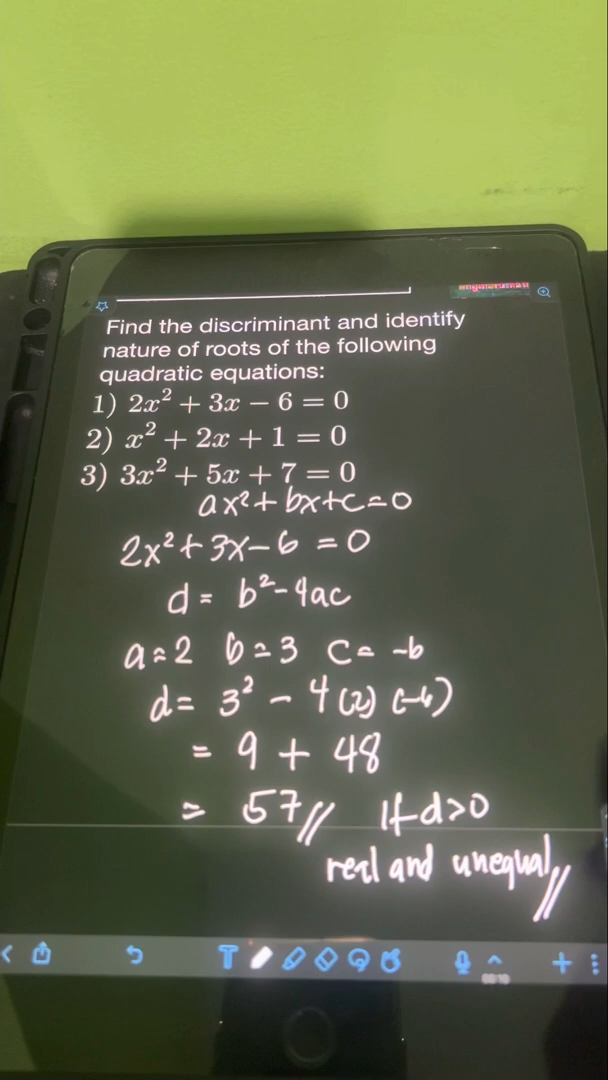 Find the discriminant and identify
nature of roots of the following
quadratic equations:
1) 2x² + 3x − 6 = 0
2) x² + 2x + 1 = 0
3) 3x² + 5x + 7 = 0
ax²+bx+c=0
2x²+3x−6 = 0
d = b²-4ac
a=2 b=3 c= -6
d= 3² - 4(2)(-6)
= 9 + 48
= 57// If d>0
real and unequal//